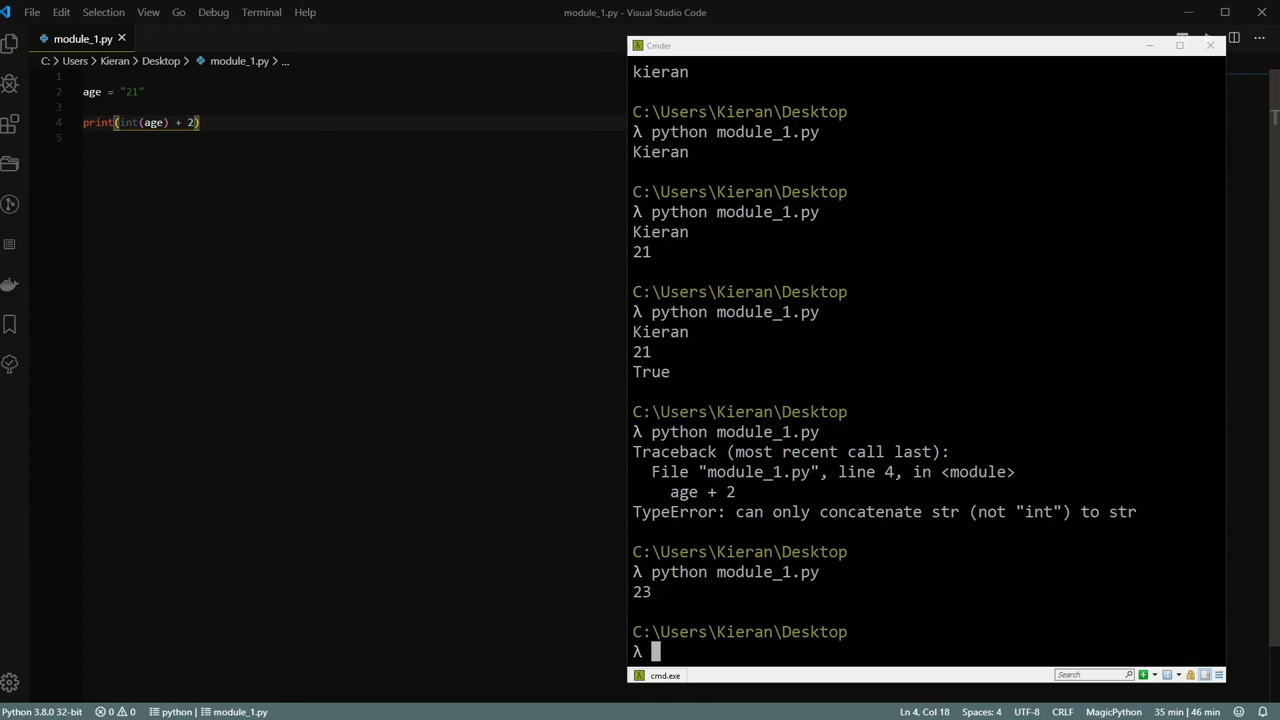 File Edit Selection View Go Debug Terminal Help
module_1.py - Visual Studio Code
module_1.py
C: > Users > Kieran > Desktop > module_1.py > ...
1
2 age = "21"
3
4 print(int(age) + 2)
5
Cmder
kieran
C:\Users\Kieran\Desktop
λ python module_1.py
Kieran
C:\Users\Kieran\Desktop
λ python module_1.py
Kieran
21
C:\Users\Kieran\Desktop
λ python module_1.py
Kieran
21
True
C:\Users\Kieran\Desktop
λ python module_1.py
Traceback (most recent call last):
File "module_1.py", line 4, in <module>
age + 2
TypeError: can only concatenate str (not "int") to str
C:\Users\Kieran\Desktop
λ python module_1.py
23
C:\Users\Kieran\Desktop
λ
cmd.exe
Search
Python 3.8.0 32-bit 0 0 python | module_1.py
Ln 4, Col 18 Spaces: 4 UTF-8 CRLF MagicPython 35 min | 46 min